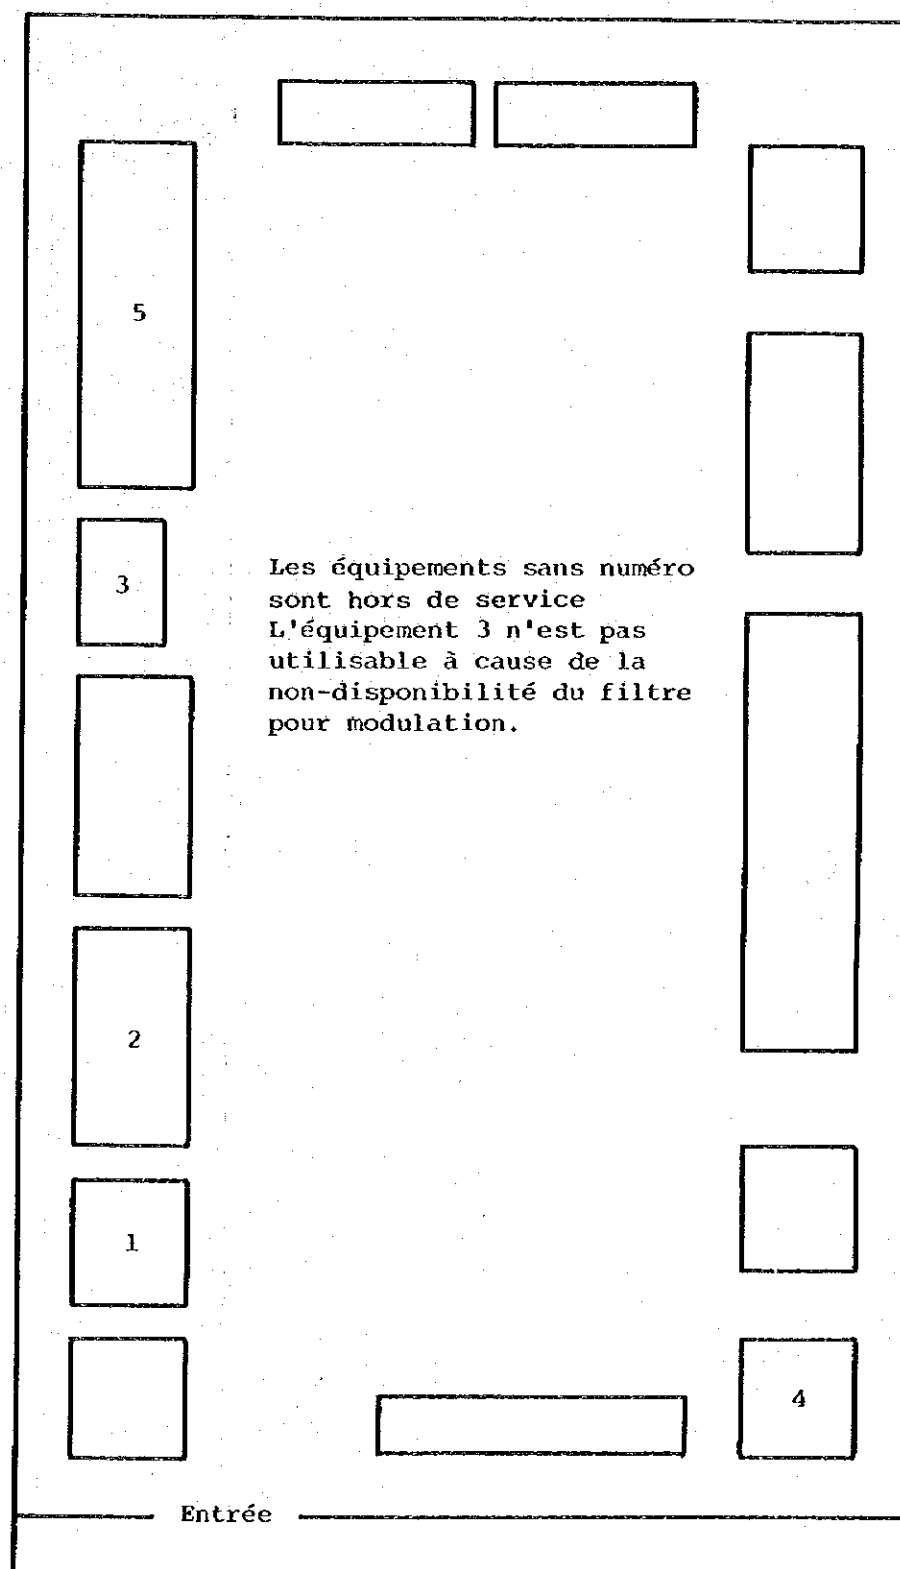 5
3
Les équipements sans numéro
sont hors de service
L'équipement 3 n'est pas
utilisable à cause de la
non-disponibilité du filtre
pour modulation.
2
1
4
Entrée